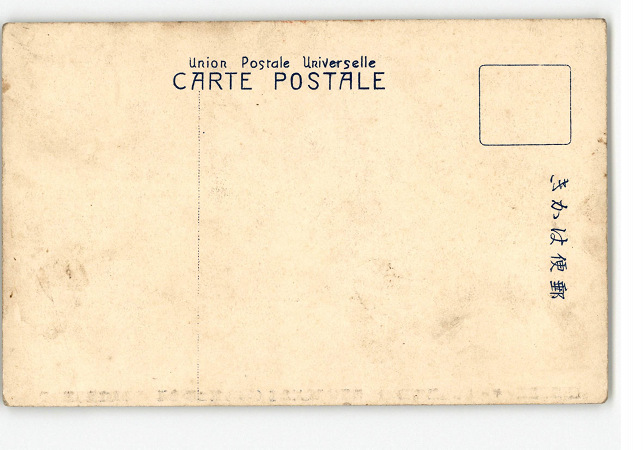 Union Postale Universelle
CARTE POSTALE
郵便はかき